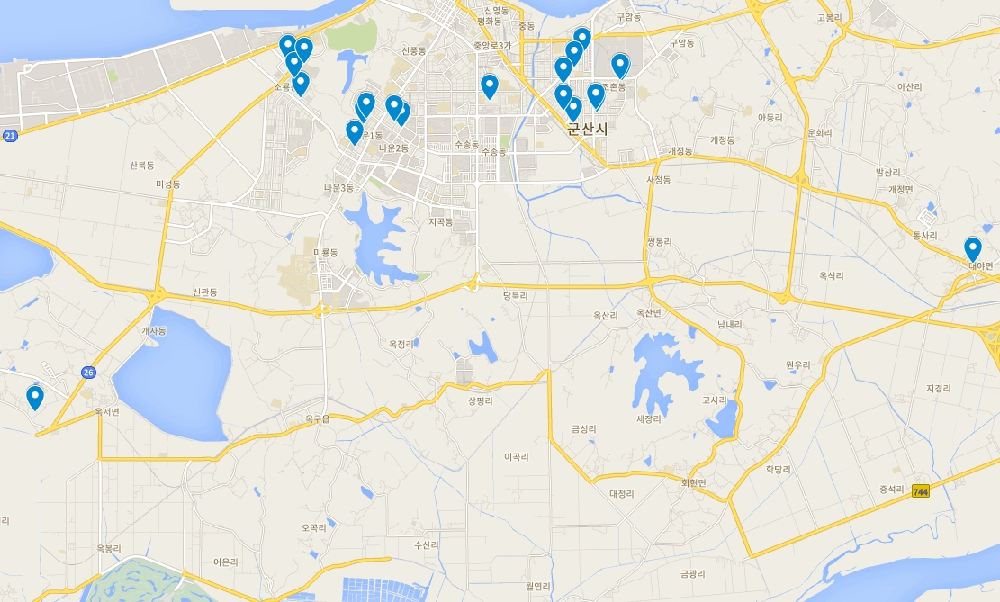 신영동
평화동
중동
구암동
고봉리
신풍동
중앙로3가
구암동
소룡
조촌동
아산리
21
운1동
나운2동
수송동
수송동
군산시
아동리
운회리
개정동
개정동
산북동
미성동
나운3동
사정동
발산리
개정면
지곡동
통사리
미룡동
쌍봉리
대야면
옥석리
신관동
당북리
옥산리
옥산면
남내리
개사동
옥정리
원우리
26
상평리
고사리
지경리
옥서면
옥구읍
세장리
금성리
이곡리
학당리
회현면
대정리
증석리
744
리
오곡리
옥봉리
어은리
수산리
금광리
월연리